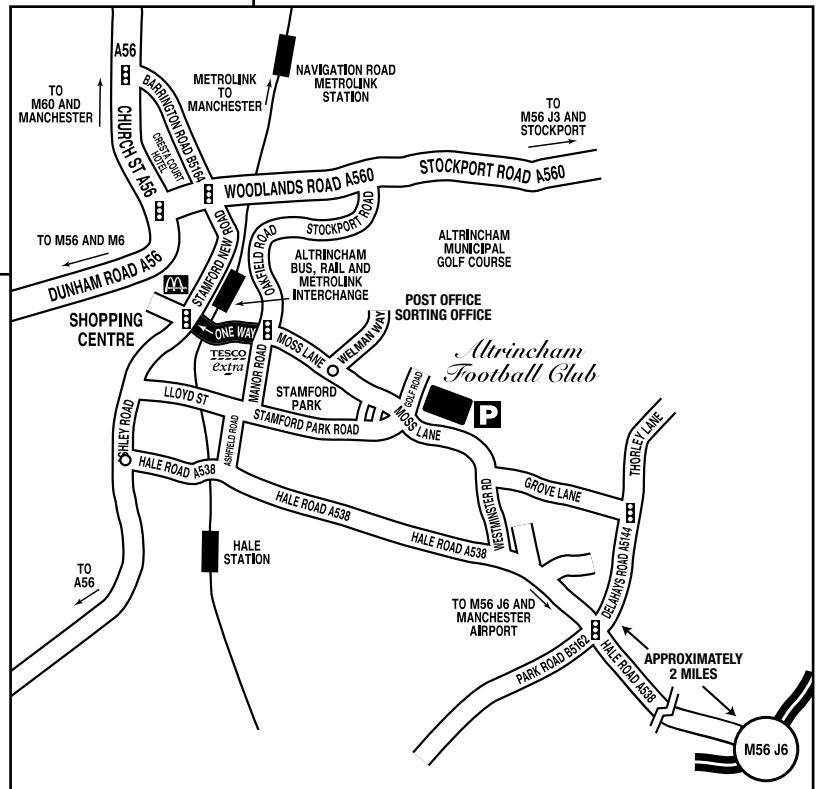 A56
TO
M60 AND
MANCHESTER
CHURCH ST A56
BARRINGTON ROAD B5164
CRESTA COURT
HOTEL
METROLINK
TO
MANCHESTER
NAVIGATION ROAD
METROLINK
STATION
TO
M56 J3 AND
STOCKPORT
WOODLANDS ROAD A560
STOCKPORT ROAD A560
TO M56 AND M6
DUNHAM ROAD A56
STAMFORD NEW ROAD
OAKFIELD ROAD
STOCKPORT ROAD
ALTRINCHAM
BUS, RAIL AND
METROLINK
INTERCHANGE
ALTRINCHAM
MUNICIPAL
GOLF COURSE
SHOPPING
CENTRE
ONE WAY
TESCO
extra
MANOR ROAD
MOSS LANE
WELMAN WAY
POST OFFICE
SORTING OFFICE
Altrincham
Football Club
P
GOLF ROAD
MOSS LANE
LLOYD ST
STAMFORD
PARK
STAMFORD PARK ROAD
ASHFIELD ROAD
SHLEY ROAD
HALE ROAD A538
HALE ROAD A538
HALE ROAD A538
WESTMINSTER RD
GROVE LANE
THORLEY LANE
DELAHAYS ROAD A5144
HALE
STATION
TO
A56
TO M56 J6 AND
MANCHESTER
AIRPORT
PARK ROAD B5162
HALE ROAD A538
APPROXIMATELY
2 MILES
M56 J6